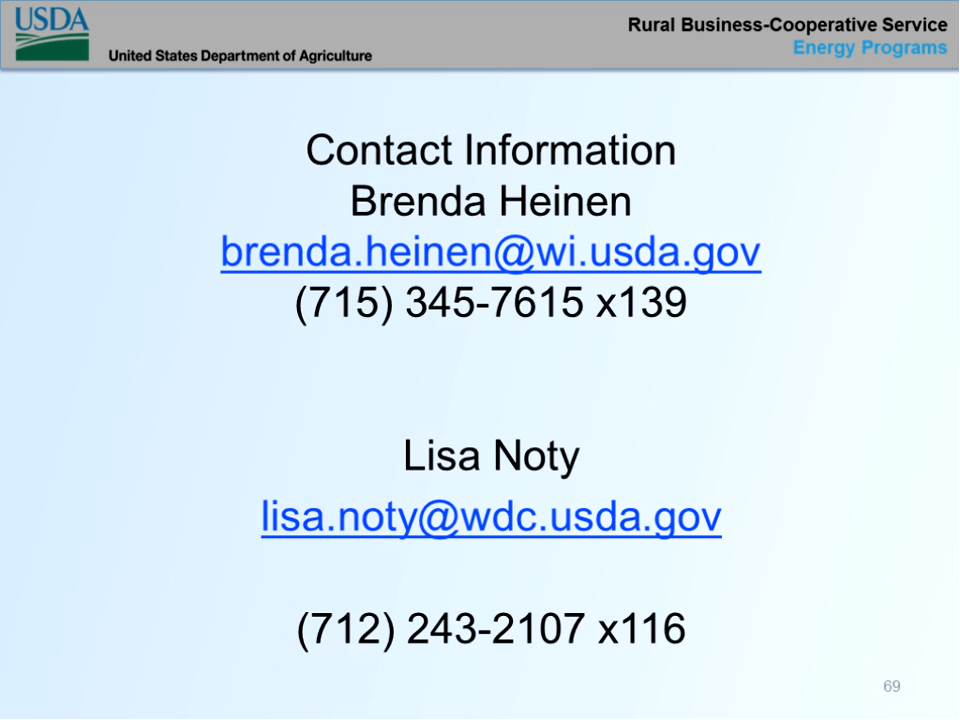 USDA
United States Department of Agriculture
Rural Business-Cooperative Service
Energy Programs
Contact Information
Brenda Heinen
brenda.heinen@wi.usda.gov
(715) 345-7615 x139
Lisa Noty
lisa.noty@wdc.usda.gov
(712) 243-2107 x116
69